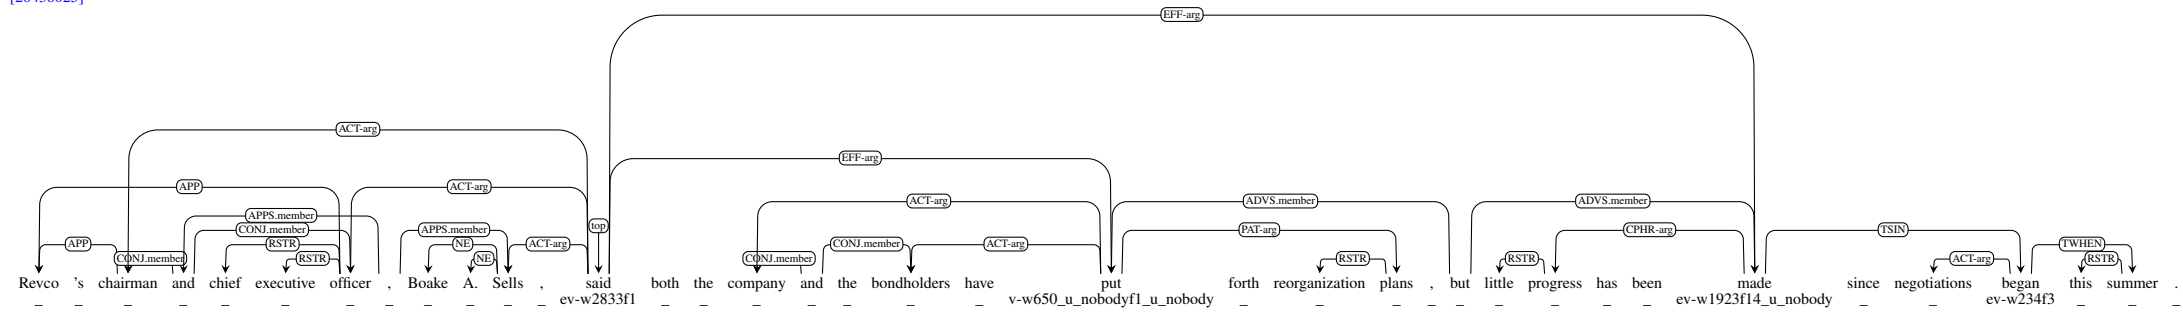 EFF-arg
ACT-arg
EFF-arg
APP ACT-arg
ACT-arg ADVS.member ADVS.member
APPS.member
top
CONJ.member APPS.member PAT-arg CPHR-arg TSIN
APP RSTR NE ACT-arg CONJ.member ACT-arg TWHEN
CONJ.member RSTR NE CONJ.member RSTR RSTR ACT-arg RSTR
Revco 's chairman and chief executive officer , Boake A. Sells , said both the company and the bondholders have put forth reorganization plans , but little progress has been made since negotiations began this summer .
_ _ _ _ _ _ _ _ _ _ _ _ ev-w2833f1 _ _ _ _ _ _ _ v-w650_u_nobodyf1_u_nobody _ _ _ _ _ _ _ _ _ ev-w1923f14_u_nobody _ _ ev-w234f3 _ _ _